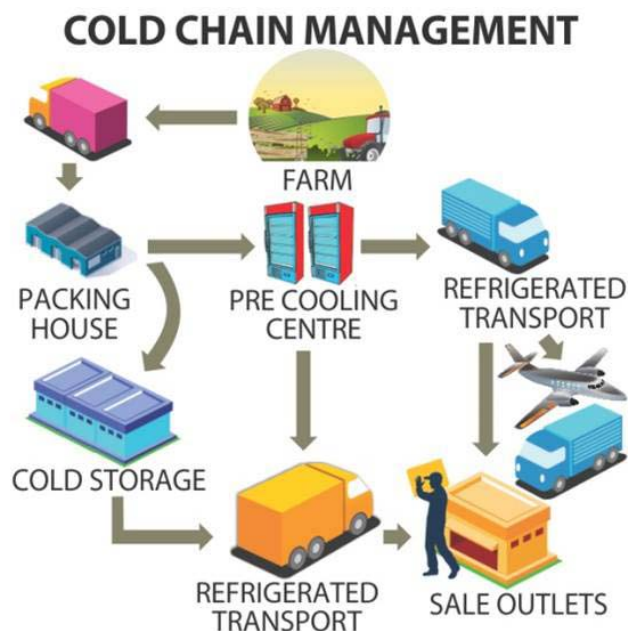 COLD CHAIN MANAGEMENT
FARM
PACKING
HOUSE
PRE COOLING
CENTRE
REFRIGERATED
TRANSPORT
COLD STORAGE
REFRIGERATED
TRANSPORT
SALE OUTLETS